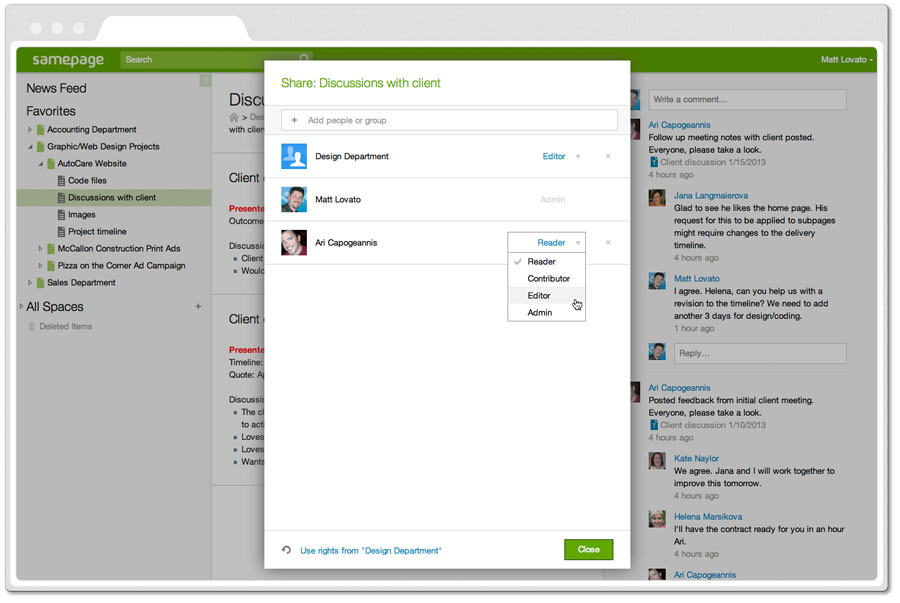 samepage
Search
Matt Lovato
News Feed
Favorites
Accounting Department
Graphic/Web Design Projects
AutoCare Website
Code files
Discussions with client
Images
Project timeline
McCallon Construction Print Ads
Pizza on the Corner Ad Campaign
Sales Department
All Spaces +
Deleted Items
Discu
> Des
with clien
Client
Presente
Outcome
Discussi
Client
Would
Client
Presente
Timeline:
Quote: Ap
Discussi
The cl
to acti
Loves
Loves
Wants
Share: Discussions with client
+ Add people or group
Design Department Editor ×
Matt Lovato Admin
Ari Capogeannis Reader ×
✓ Reader
Contributor
Editor
Admin
Use rights from "Design Department"
Close
Write a comment...
Ari Capogeannis
Follow up meeting notes with client posted.
Everyone, please take a look.
Client discussion 1/15/2013
4 hours ago
Jana Langmaierova
Glad to see he likes the home page. His
request for this to be applied to subpages
might require changes to the delivery
timeline.
4 hours ago
Matt Lovato
I agree. Helena, can you help us with a
revision to the timeline? We need to add
another 3 days for design/coding.
1 hour ago
Reply...
Ari Capogeannis
Posted feedback from initial client meeting.
Everyone, please take a look.
Client discussion 1/10/2013
4 hours ago
Kate Naylor
We agree. Jana and I will work together to
improve this tomorrow.
4 hours ago
Helena Marsikova
I'll have the contract ready for you in an hour
Ari.
4 hours ago
Ari Capogeannis